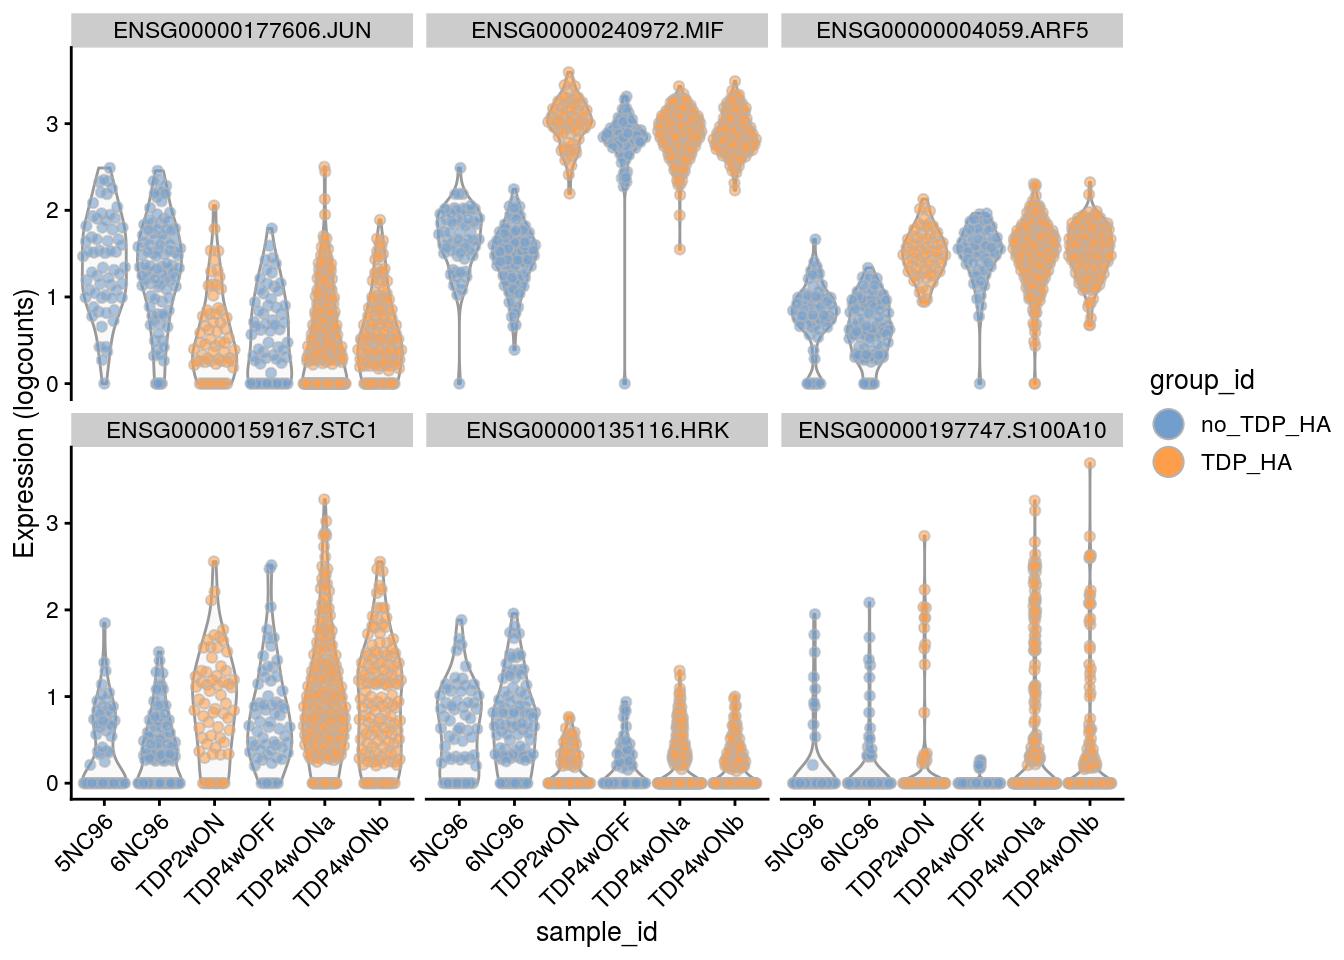 ENSG00000177606.JUN
ENSG00000240972.MIF
ENSG00000004059.ARF5
3
2
1
0
ENSG00000159167.STC1
ENSG00000135116.HRK
ENSG00000197747.S100A10
3
2
1
0
Expression (logcounts)
5NC96
6NC96
TDP2wON
TDP4wOFF
TDP4wONa
TDP4wONb
5NC96
6NC96
TDP2wON
TDP4wOFF
TDP4wONa
TDP4wONb
5NC96
6NC96
TDP2wON
TDP4wOFF
TDP4wONa
TDP4wONb
sample_id
group_id
no_TDP_HA
TDP_HA